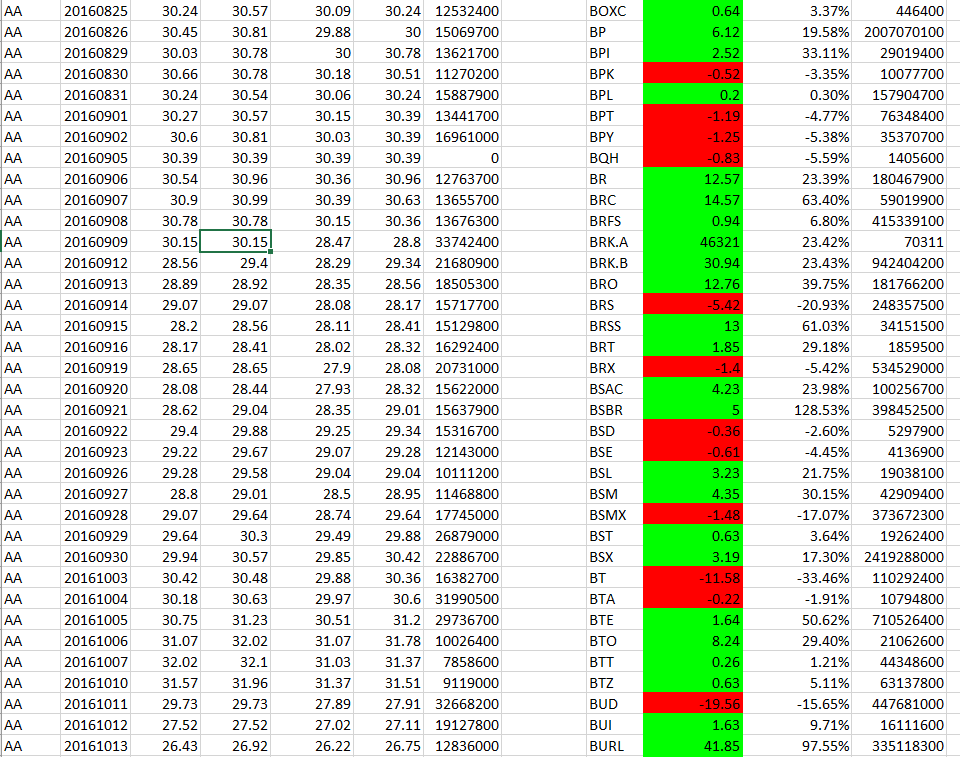 AA 20160825 30.24 30.57 30.09 30.24 12532400 BOXC 0.64 3.37% 446400
AA 20160826 30.45 30.81 29.88 30 15069700 BP 6.12 19.58% 2007070100
AA 20160829 30.03 30.78 30 30.78 13621700 BPI 2.52 33.11% 29019400
AA 20160830 30.66 30.78 30.18 30.51 11270200 BPK -0.52 -3.35% 10077700
AA 20160831 30.24 30.54 30.06 30.24 15887900 BPL 0.2 0.30% 157904700
AA 20160901 30.27 30.57 30.15 30.39 13441700 BPT -1.19 -4.77% 76348400
AA 20160902 30.6 30.81 30.03 30.39 16961000 BPY -1.25 -5.38% 35370700
AA 20160905 30.39 30.39 30.39 30.39 0 BQH -0.83 -5.59% 1405600
AA 20160906 30.54 30.96 30.36 30.96 12763700 BR 12.57 23.39% 180467900
AA 20160907 30.9 30.99 30.39 30.63 13655700 BRC 14.57 63.40% 59019900
AA 20160908 30.78 30.78 30.15 30.36 13676300 BRFS 0.94 6.80% 415339100
AA 20160909 30.15 30.15 28.47 28.8 33742400 BRK.A 46321 23.42% 70311
AA 20160912 28.56 29.4 28.29 29.34 21680900 BRK.B 30.94 23.43% 942404200
AA 20160913 28.89 28.92 28.35 28.56 18505300 BRO 12.76 39.75% 181766200
AA 20160914 29.07 29.07 28.08 28.17 15717700 BRS -5.42 -20.93% 248357500
AA 20160915 28.2 28.56 28.11 28.41 15129800 BRSS 13 61.03% 34151500
AA 20160916 28.17 28.41 28.02 28.32 16292400 BRT 1.85 29.18% 1859500
AA 20160919 28.65 28.65 27.9 28.08 20731000 BRX -1.4 -5.42% 534529000
AA 20160920 28.08 28.44 27.93 28.32 15622000 BSAC 4.23 23.98% 100256700
AA 20160921 28.62 29.04 28.35 29.01 15637900 BSBR 5 128.53% 398452500
AA 20160922 29.4 29.88 29.25 29.34 15316700 BSD -0.36 -2.60% 5297900
AA 20160923 29.22 29.67 29.07 29.28 12143000 BSE -0.61 -4.45% 4136900
AA 20160926 29.28 29.58 29.04 29.04 10111200 BSL 3.23 21.75% 19038100
AA 20160927 28.8 29.01 28.5 28.95 11468800 BSM 4.35 30.15% 42909400
AA 20160928 29.07 29.64 28.74 29.64 17745000 BSMX -1.48 -17.07% 373672300
AA 20160929 29.64 30.3 29.49 29.88 26879000 BST 0.63 3.64% 19262400
AA 20160930 29.94 30.57 29.85 30.42 22886700 BSX 3.19 17.30% 2419288000
AA 20161003 30.42 30.48 29.88 30.36 16382700 BT -11.58 -33.46% 110292400
AA 20161004 30.18 30.63 29.97 30.6 31990500 BTA -0.22 -1.91% 10794800
AA 20161005 30.75 31.23 30.51 31.2 29736700 BTE 1.64 50.62% 710526400
AA 20161006 31.07 32.02 31.07 31.78 10026400 BTO 8.24 29.40% 21062600
AA 20161007 32.02 32.1 31.03 31.37 7858600 BTT 0.26 1.21% 44348600
AA 20161010 31.57 31.96 31.37 31.51 9119000 BTZ 0.63 5.11% 63137800
AA 20161011 29.73 29.73 27.89 27.91 32668200 BUD -19.56 -15.65% 447681000
AA 20161012 27.52 27.52 27.02 27.11 19127800 BUI 1.63 9.71% 16111600
AA 20161013 26.43 26.92 26.22 26.75 12836000 BURL 41.85 97.55% 335118300